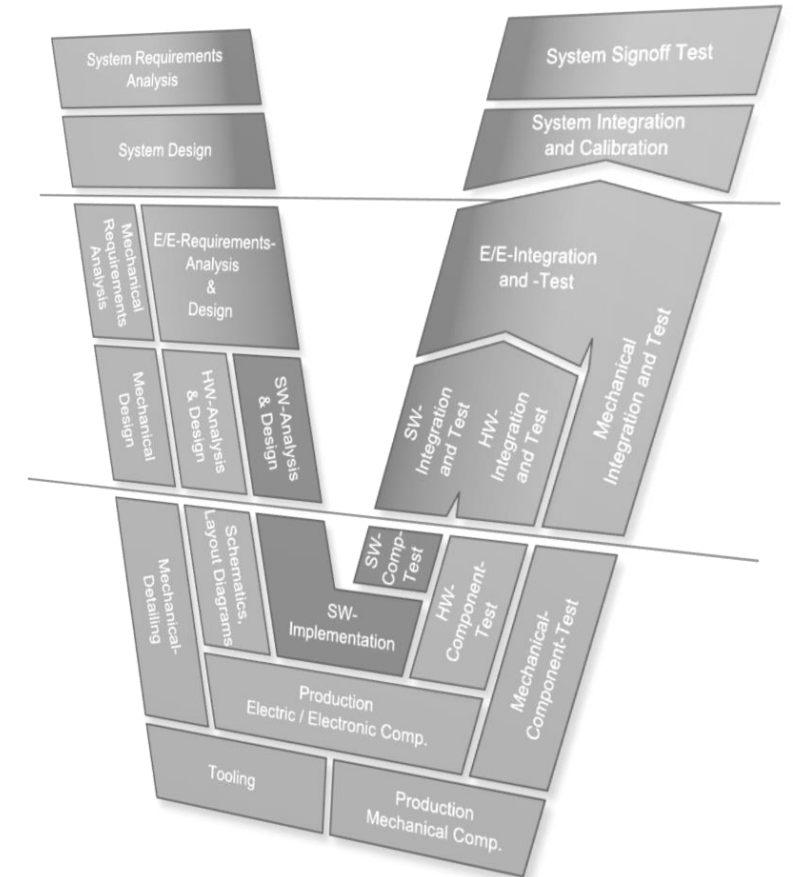 System Requirements
Analysis
System Design
Mechanical
Requirements
Analysis
E/E-Requirements-
Analysis
&
Design
Mechanical
Design
HW-Analysis
& Design
SW-Analysis
& Design
Mechanical-
Detailing
Schematics,
Layout Diagrams
SW-
Implementation
Production
Electric / Electronic Comp.
Tooling
Production
Mechanical Comp.
System Signoff Test
System Integration
and Calibration
E/E-Integration
and -Test
SW-
Integration
and Test
HW-
Integration
and Test
Mechanical
Integration and Test
SW-
Comp-
Test
HW-
Component-
Test
Mechanical-
Component-Test